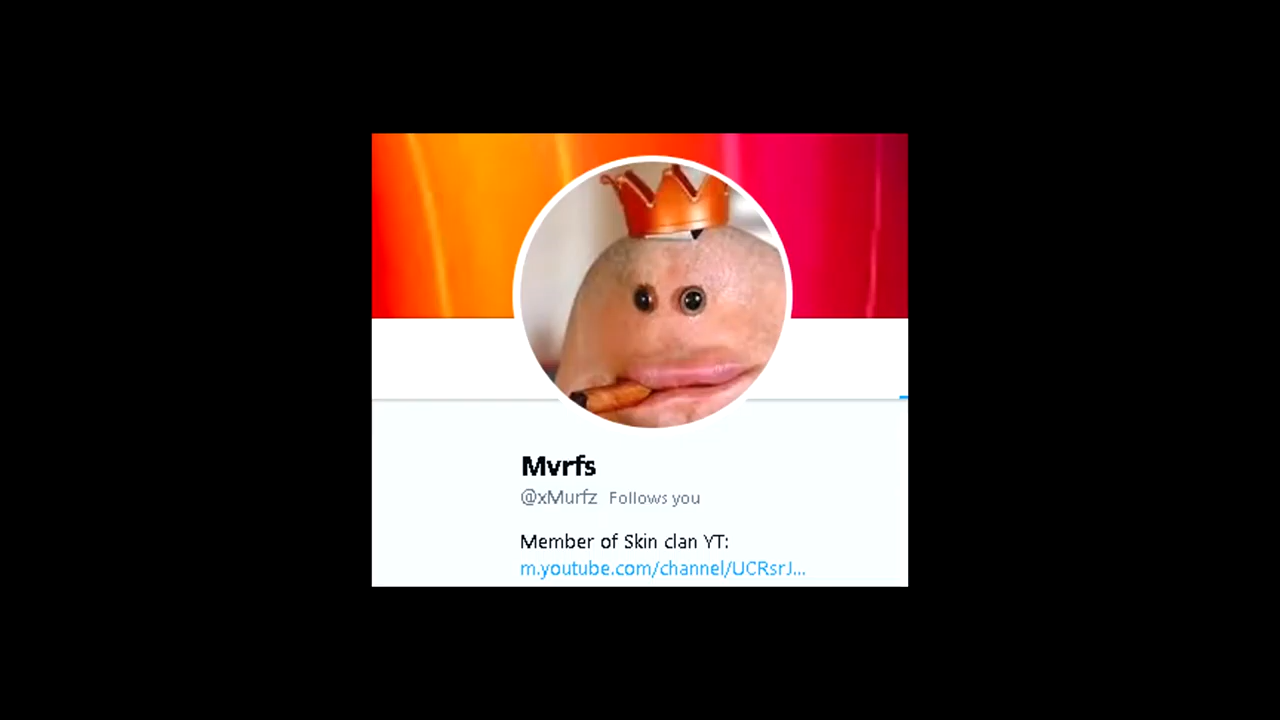 Mvrfs
@xMurfz Follows you
Member of Skin clan YT:
m.youtube.com/channel/UCRsrJ...